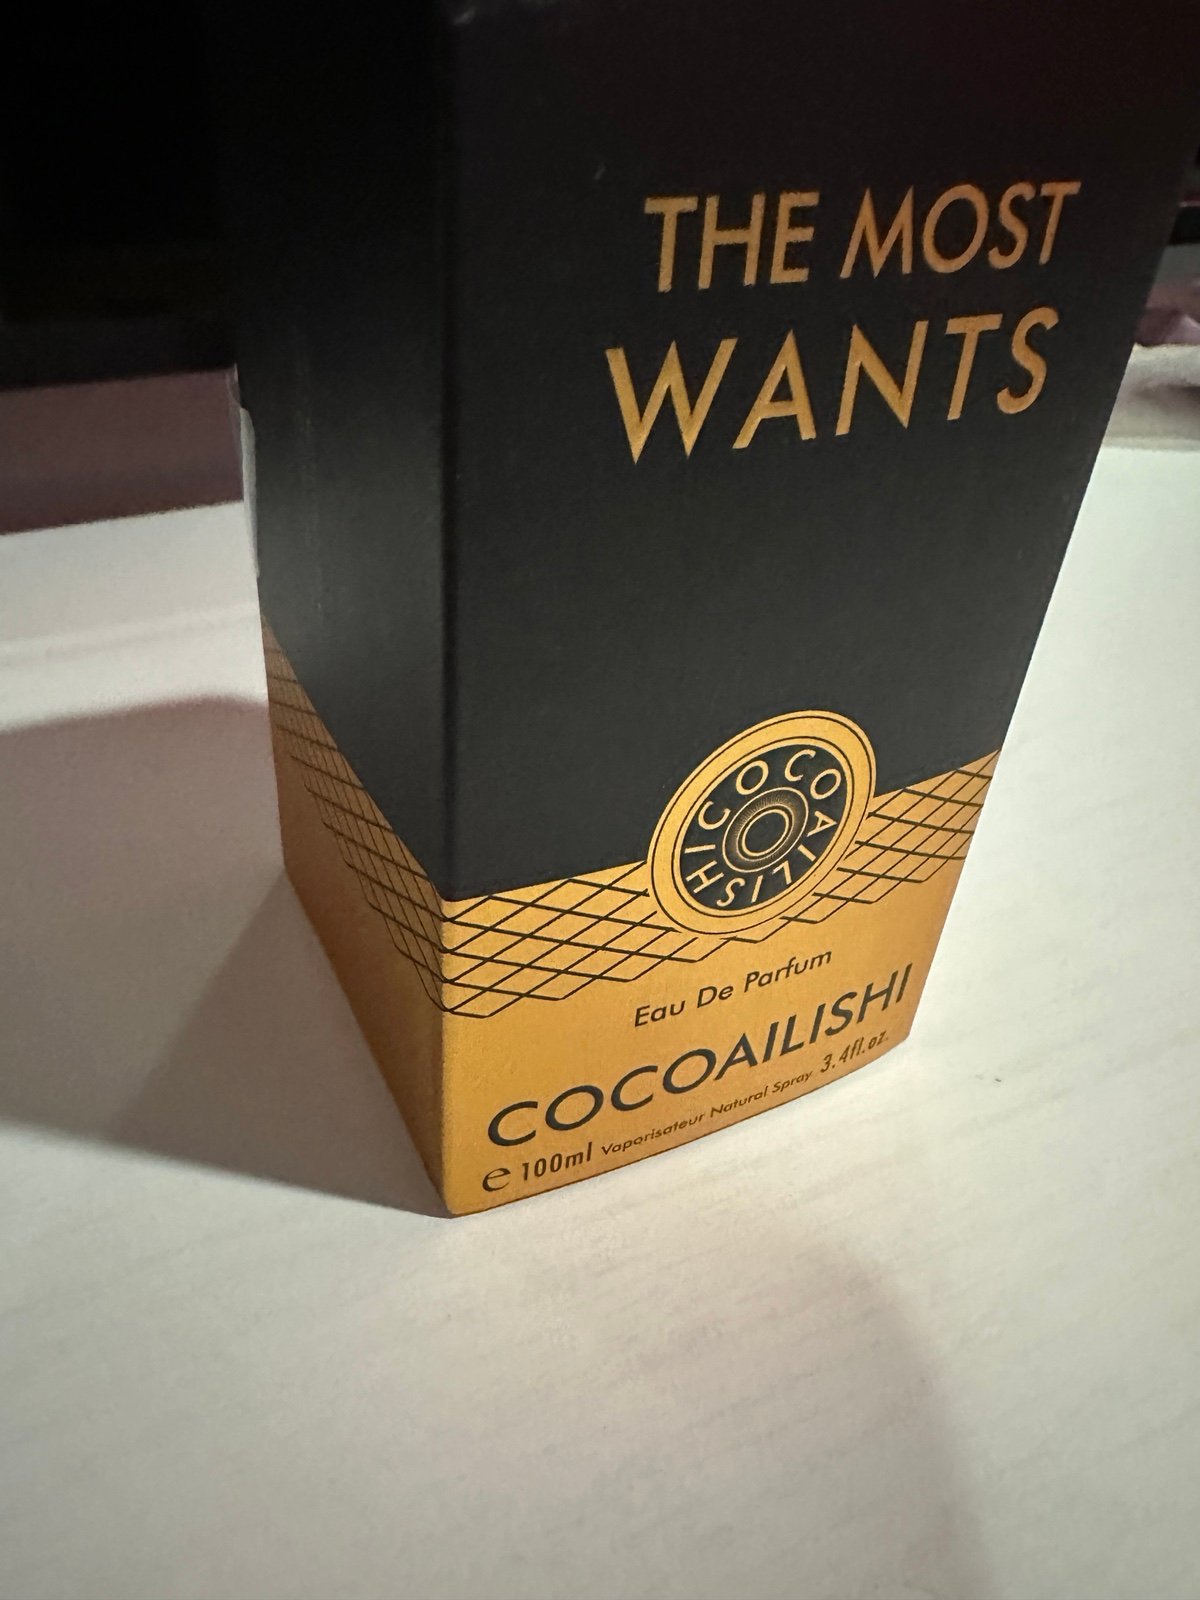 THE MOST
WANTS
COCOAILISHI
Eau De Parfum
COCOAILISHI
e 100ml Vaporisateur Natural Spray 3.4fl.oz.